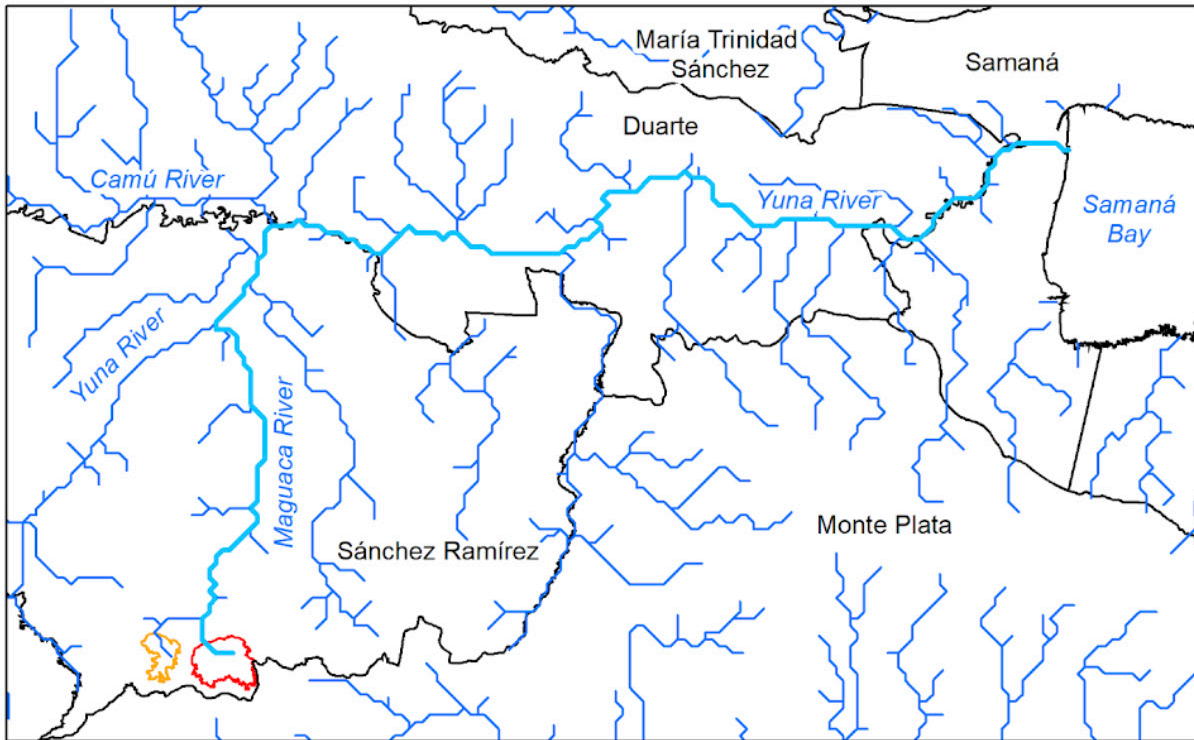 María Trinidad
Sánchez
Samaná
Duarte
Camú River
Yuna River
Samaná
Bay
Yuna River
Maguaca River
Sánchez Ramírez
Monte Plata